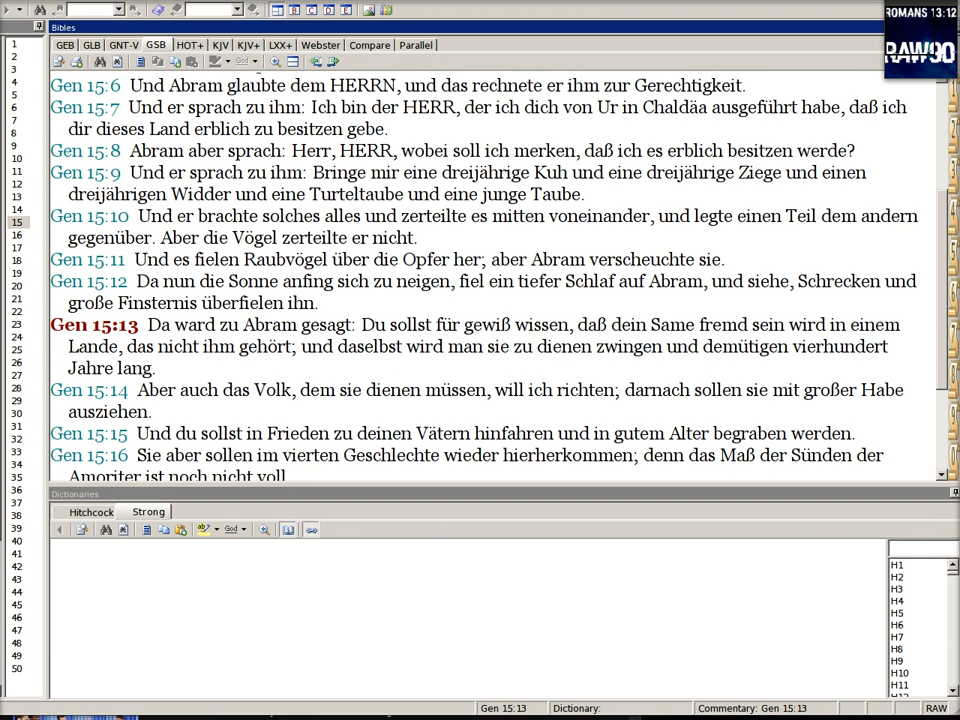 ROMANS 13:12
RAW90
Bibles
GEB GLB GNT-V GSB HOT+ KJV KJV+ LXX+ Webster Compare Parallel
God
Gen 15:6 Und Abram glaubte dem HERRN, und das rechnete er ihm zur Gerechtigkeit.
Gen 15:7 Und er sprach zu ihm: Ich bin der HERR, der ich dich von Ur in Chaldäa ausgeführt habe, daß ich
dir dieses Land erblich zu besitzen gebe.
Gen 15:8 Abram aber sprach: Herr, HERR, wobei soll ich merken, daß ich es erblich besitzen werde?
Gen 15:9 Und er sprach zu ihm: Bringe mir eine dreijährige Kuh und eine dreijährige Ziege und einen
dreijährigen Widder und eine Turteltaube und eine junge Taube.
Gen 15:10 Und er brachte solches alles und zerteilte es mitten voneinander, und legte einen Teil dem andern
gegenüber. Aber die Vögel zerteilte er nicht.
Gen 15:11 Und es fielen Raubvögel über die Opfer her; aber Abram verscheuchte sie.
Gen 15:12 Da nun die Sonne anfing sich zu neigen, fiel ein tiefer Schlaf auf Abram, und siehe, Schrecken und
große Finsternis überfielen ihn.
Gen 15:13 Da ward zu Abram gesagt: Du sollst für gewiß wissen, daß dein Same fremd sein wird in einem
Lande, das nicht ihm gehört; und daselbst wird man sie zu dienen zwingen und demütigen vierhundert
Jahre lang.
Gen 15:14 Aber auch das Volk, dem sie dienen müssen, will ich richten; darnach sollen sie mit großer Habe
ausziehen.
Gen 15:15 Und du sollst in Frieden zu deinen Vätern hinfahren und in gutem Alter begraben werden.
Gen 15:16 Sie aber sollen im vierten Geschlechte wieder hierherkommen; denn das Maß der Sünden der
Amoriter ist noch nicht voll
1
2
3
4
5
6
7
8
9
10
11
12
13
14
15
16
17
18
19
20
21
22
23
24
25
26
27
28
29
30
31
32
33
34
35
36
37
38
39
40
41
42
43
44
45
46
47
48
49
50
Dictionaries
Hitchcock Strong
God
H1
H2
H3
H4
H5
H6
H7
H8
H9
H10
H11
Gen 15:13 Dictionary: Commentary: Gen 15:13 RAW